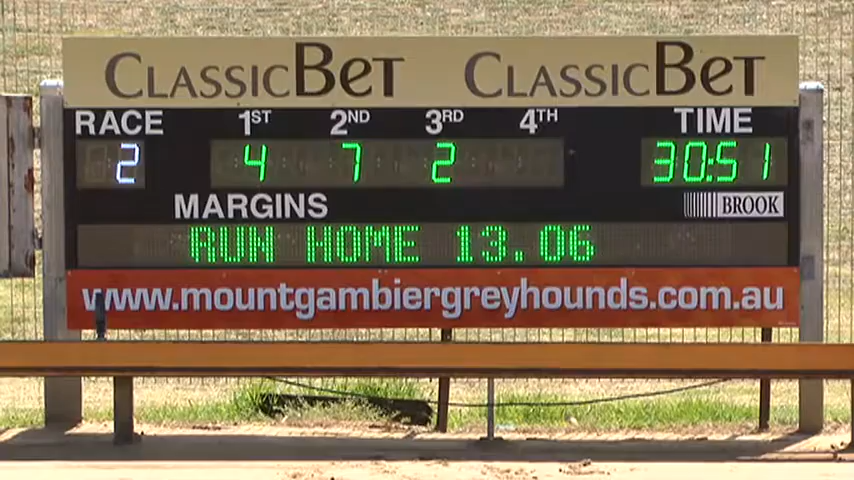 CLASSICBET CLASSICBET
RACE 1ST 2ND 3RD 4TH TIME
2 4 7 2 30:51
MARGINS BROOK
RUN HOME 13.06
www.mountgambiergreyhounds.com.au